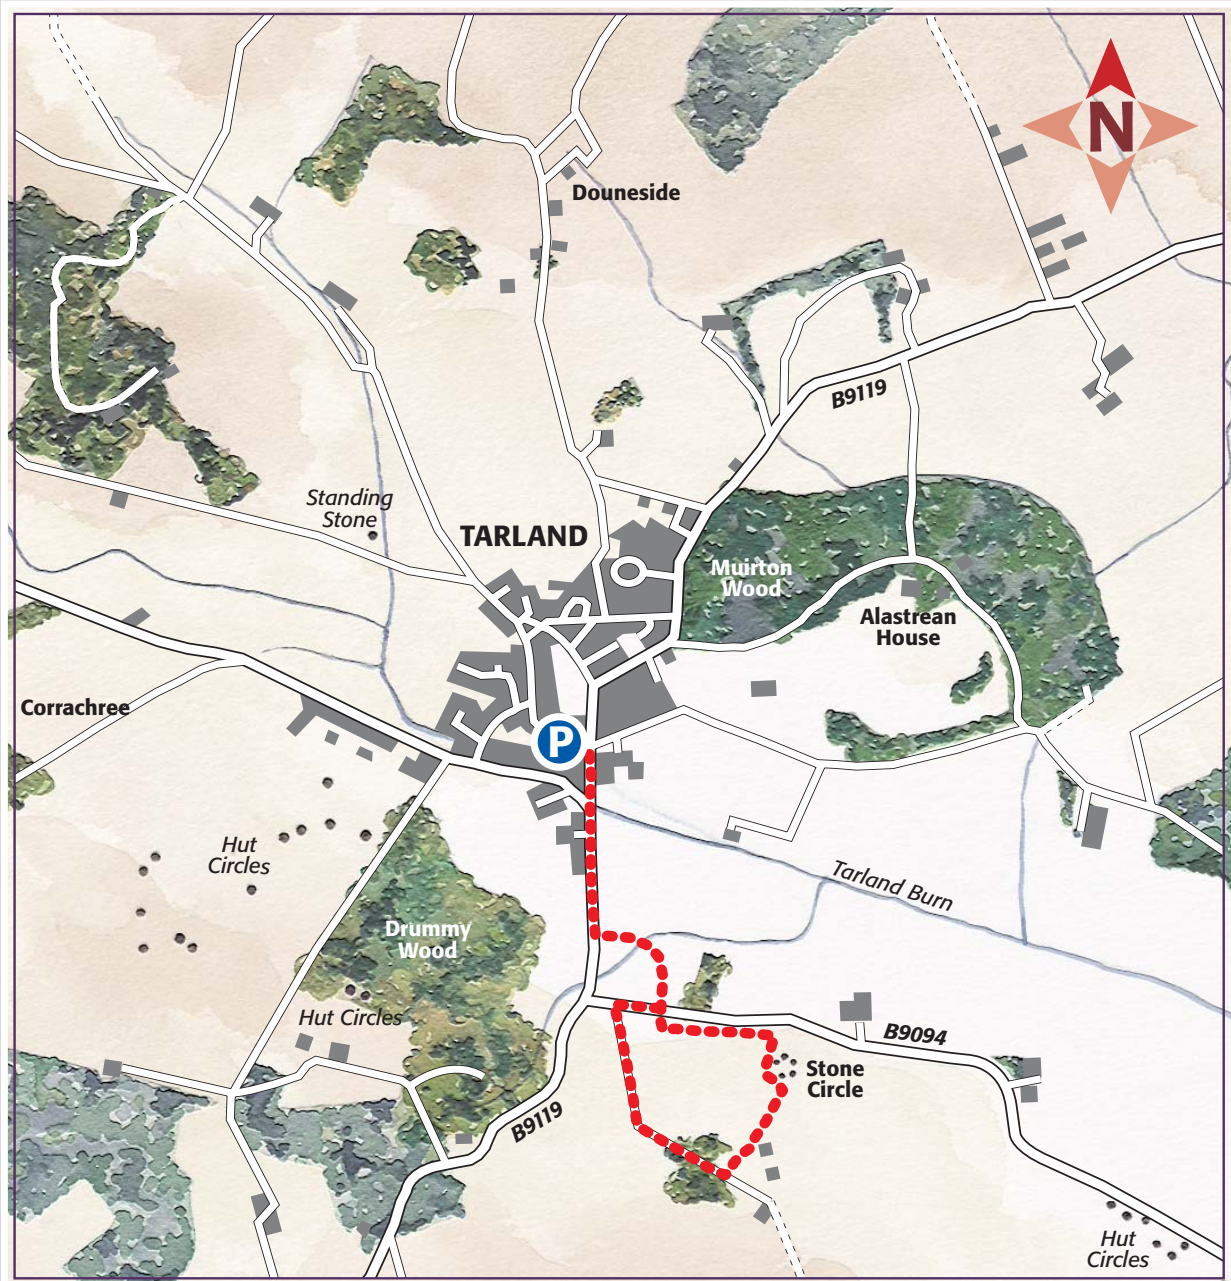 N
Douneside
B9119
Standing
Stone
TARLAND
Muirton
Wood
Alastrean
House
Corrachree
P
Hut
Circles
Tarland Burn
Drummy
Wood
Hut Circles
B9094
Stone
Circle
B9119
Hut
Circles